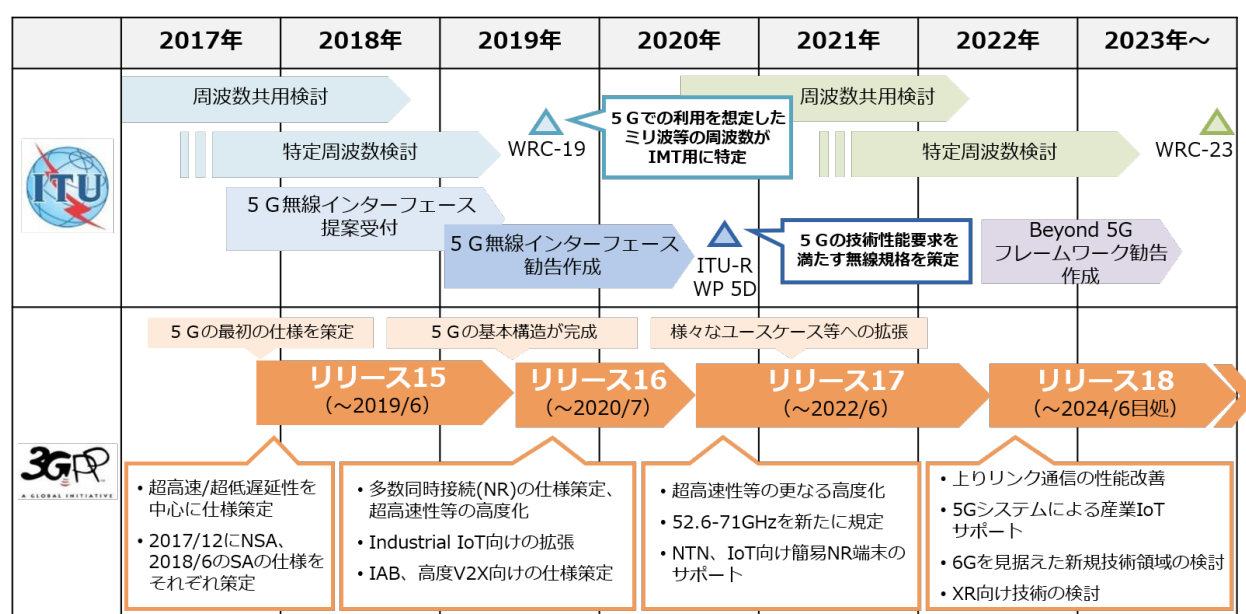 2017年 2018年 2019年 2020年 2021年 2022年 2023年～
ITU
周波数共用検討
特定周波数検討
5G無線インターフェース
提案受付
5G無線インターフェース
勧告作成
WRC-19
5Gでの利用を想定した
ミリ波等の周波数が
IMT用に特定
ITU-R
WP 5D
5Gの技術性能要求を
満たす無線規格を策定
周波数共用検討
特定周波数検討
WRC-23
Beyond 5G
フレームワーク勧告
作成
3GPP
A GLOBAL INITIATIVE
5Gの最初の仕様を策定
5Gの基本構造が完成
様々なユースケース等への拡張
リリース15
（～2019/6）
リリース16
（～2020/7）
リリース17
（～2022/6）
リリース18
（～2024/6目処）
• 超高速/超低遅延性を
中心に仕様策定
• 2017/12にNSA、
2018/6のSAの仕様を
それぞれ策定
• 多数同時接続(NR)の仕様策定、
超高速性等の高度化
• Industrial IoT向けの拡張
• IAB、高度V2X向けの仕様策定
• 超高速性等の更なる高度化
• 52.6-71GHzを新たに規定
• NTN、IoT向け簡易NR端末の
サポート
• 上りリンク通信の性能改善
• 5Gシステムによる産業IoT
サポート
• 6Gを見据えた新規技術領域の検討
• XR向け技術の検討